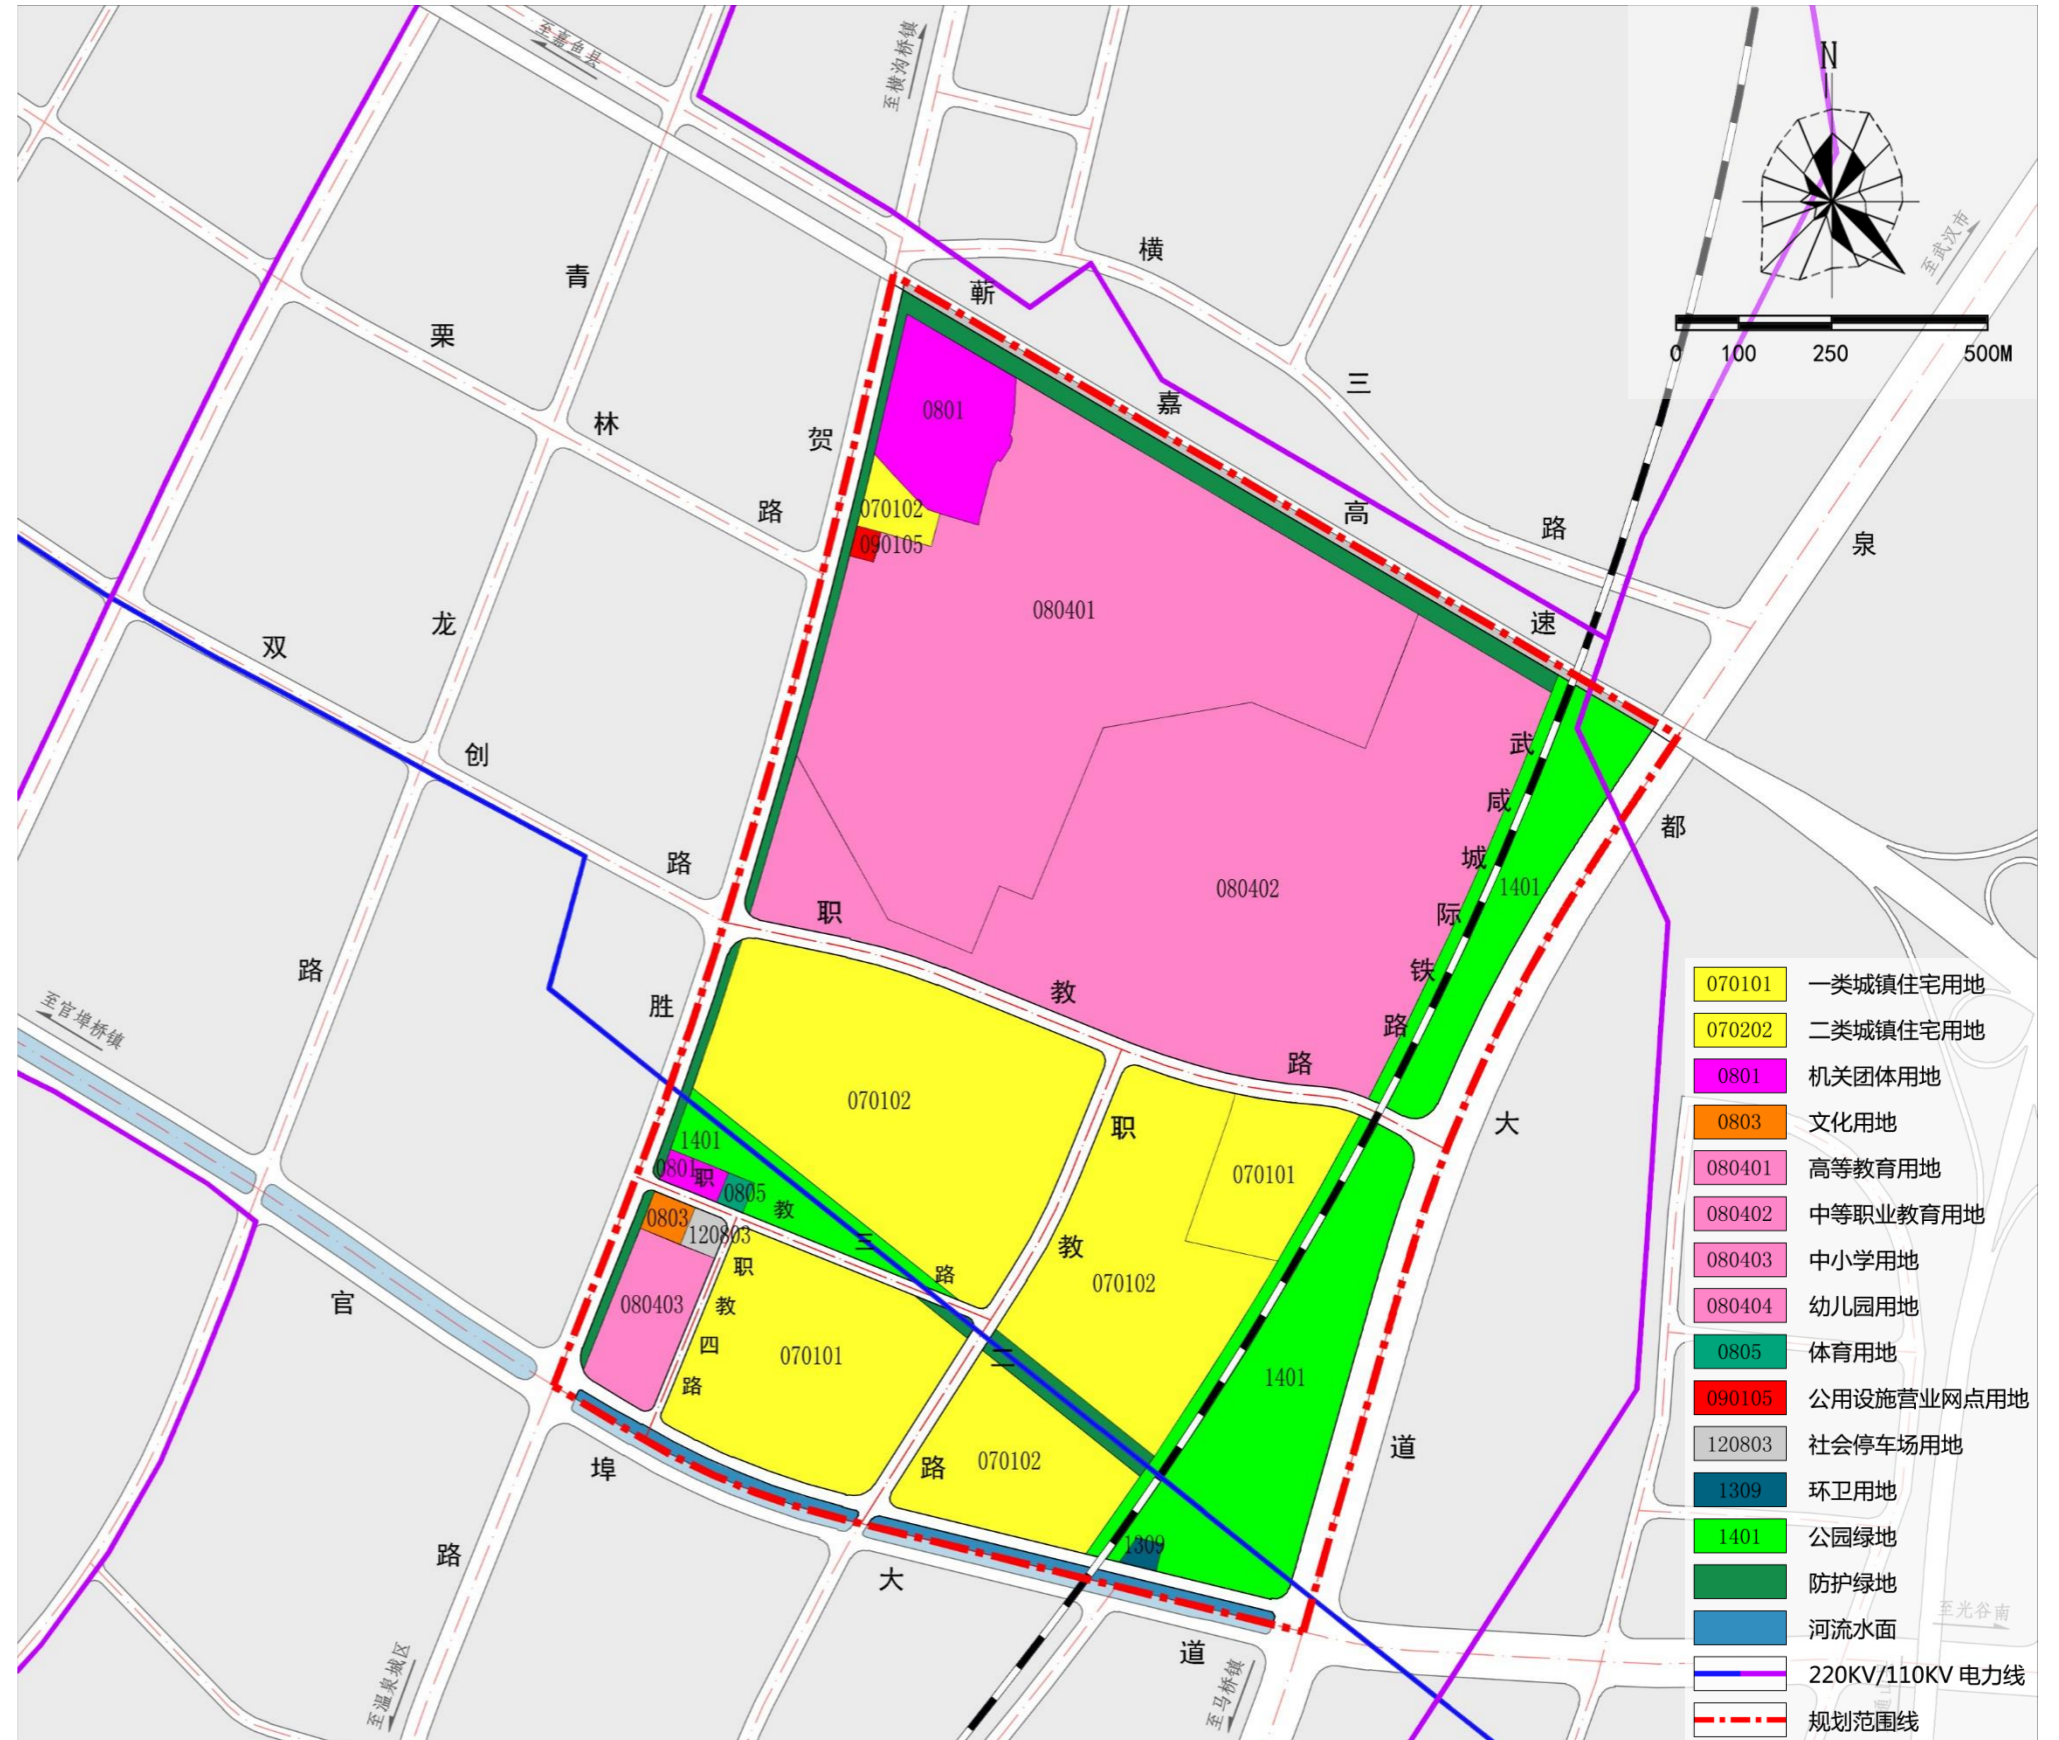 至嘉鱼县
至横沟桥镇
N
至武汉市
0 100 250 500M
横三路
蕲嘉高速
青龙路
栗林路
贺胜路
双创路
泉都大道
武咸城际铁路
0801
070102
090105
080401
080402
1401
职教路
070102
职教二路
070101
070102
1401
0801
0805
职教三路
0803
120803
080403
职教四路
070101
070102
1401
1309
至官埠桥镇
官埠大道
至温泉城区
至马桥镇
至光谷南
070101 一类城镇住宅用地
070202 二类城镇住宅用地
0801 机关团体用地
0803 文化用地
080401 高等教育用地
080402 中等职业教育用地
080403 中小学用地
080404 幼儿园用地
0805 体育用地
090105 公用设施营业网点用地
120803 社会停车场用地
1309 环卫用地
1401 公园绿地
防护绿地
河流水面
220KV/110KV 电力线
规划范围线